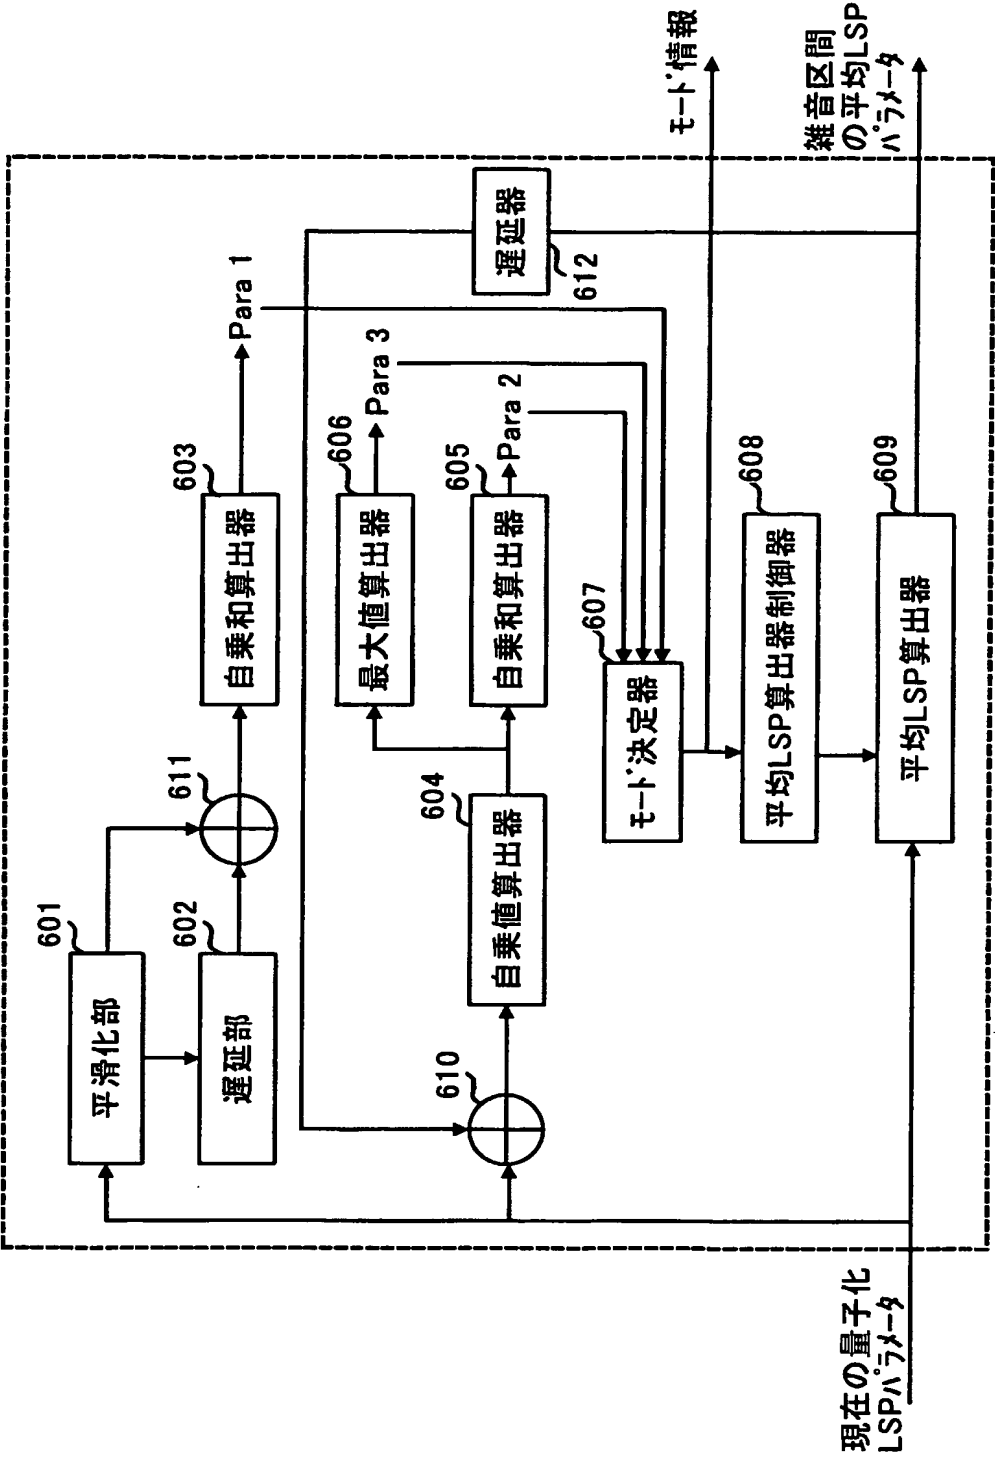 601
平滑化部
602
遅延部
611
603
自乗和算出器
Para 1
606
最大値算出器
Para 3
605
自乗和算出器
Para 2
604
自乗値算出器
610
遅延器
612
607
モード決定器
モード情報
608
平均LSP算出器制御器
609
平均LSP算出器
雑音区間
の平均LSP
パラメータ
現在の量子化
LSPパラメータ